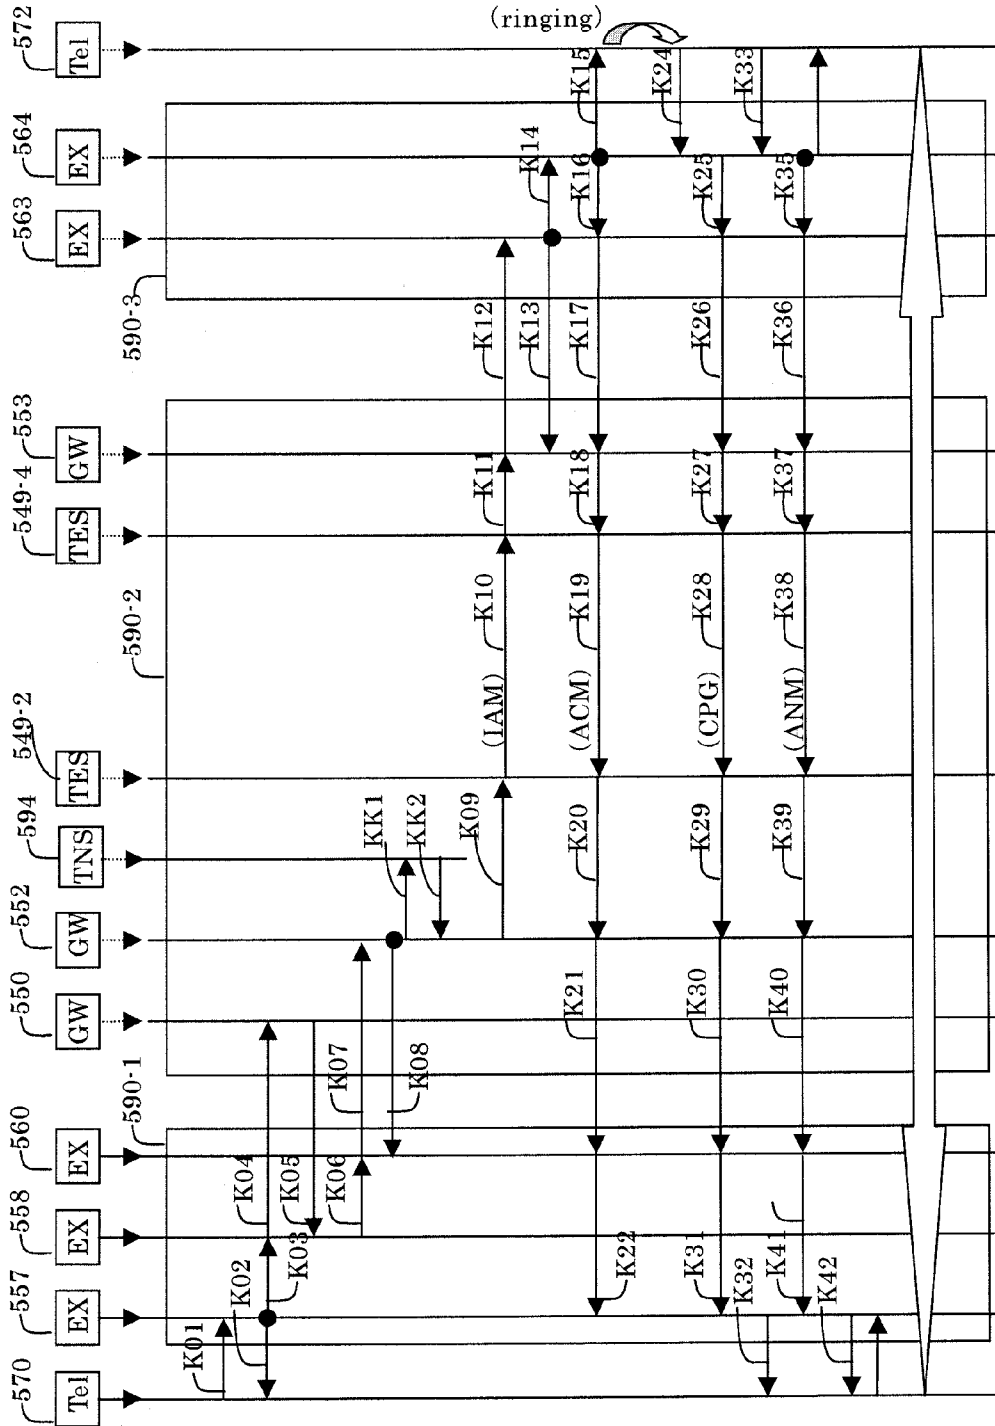 570
557
558
560
550
552
594
549-2
549-4
553
563
564
572
Tel
EX
EX
EX
GW
GW
TNS
TES
TES
GW
EX
EX
Tel
590-1
590-2
590-3
K01
K02
K03
K04
K05
K06
K07
K08
KK1
KK2
K09
(IAM)
K10
K11
K12
K13
K14
K15
(ringing)
K22
K21
K20
(ACM)
K19
K18
K17
K16
K24
K32
K31
K30
K29
(CPG)
K28
K27
K26
K25
K33
K42
K41
K40
K39
(ANM)
K38
K37
K36
K35